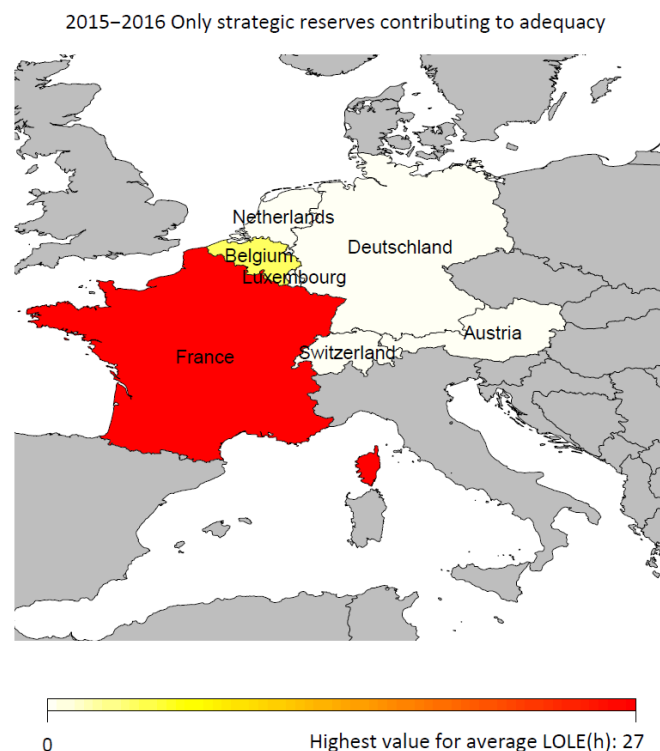 2015–2016 Only strategic reserves contributing to adequacy
Netherlands
Deutschland
Belgium
Luxembourg
Austria
Switzerland
France
0
Highest value for average LOLE(h): 27